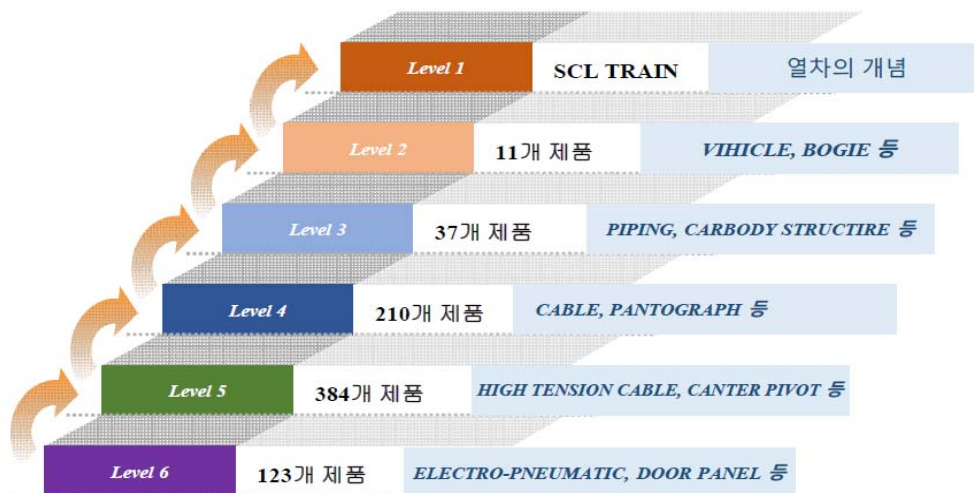 Level 1 SCL TRAIN 열차의 개념
Level 2 11개 제품 VIHICLE, BOGIE 등
Level 3 37개 제품 PIPING, CARBODY STRUCTIRE 등
Level 4 210개 제품 CABLE, PANTOGRAPH 등
Level 5 384개 제품 HIGH TENSION CABLE, CANTER PIVOT 등
Level 6 123개 제품 ELECTRO-PNEUMATIC, DOOR PANEL 등